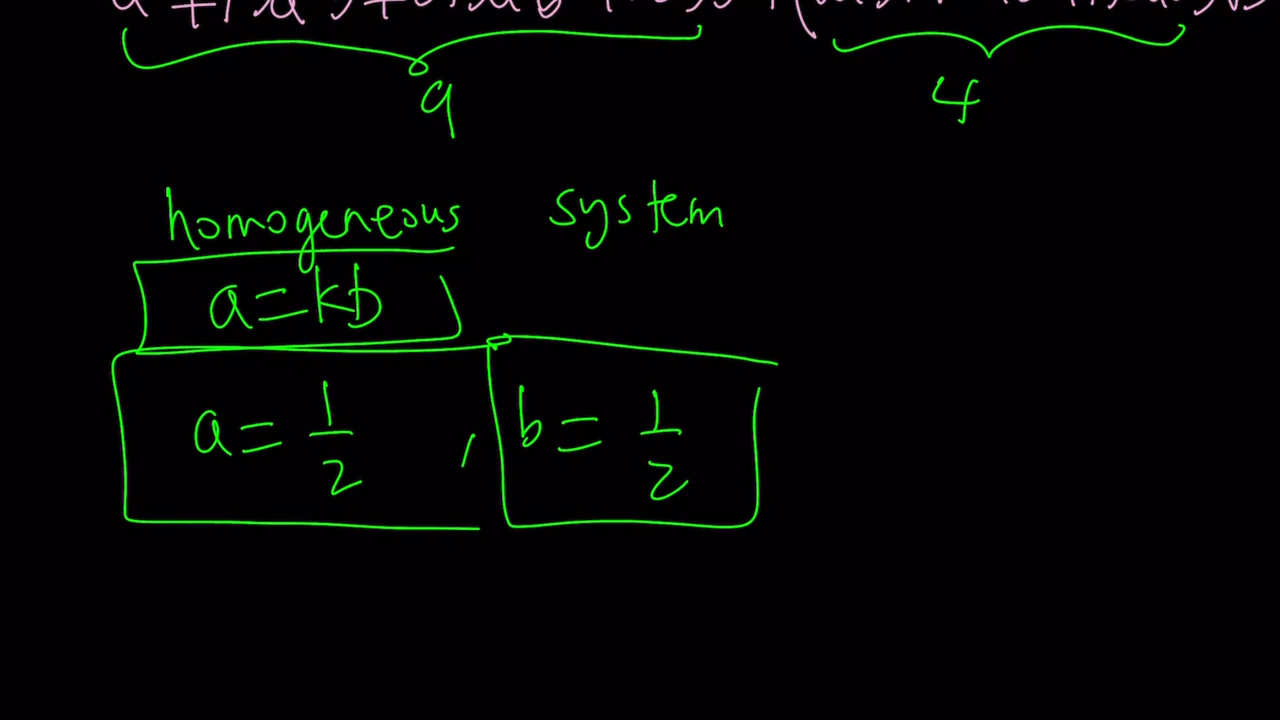 9 4
homogeneous system
a=kb
a = 1/2 , b = 1/2